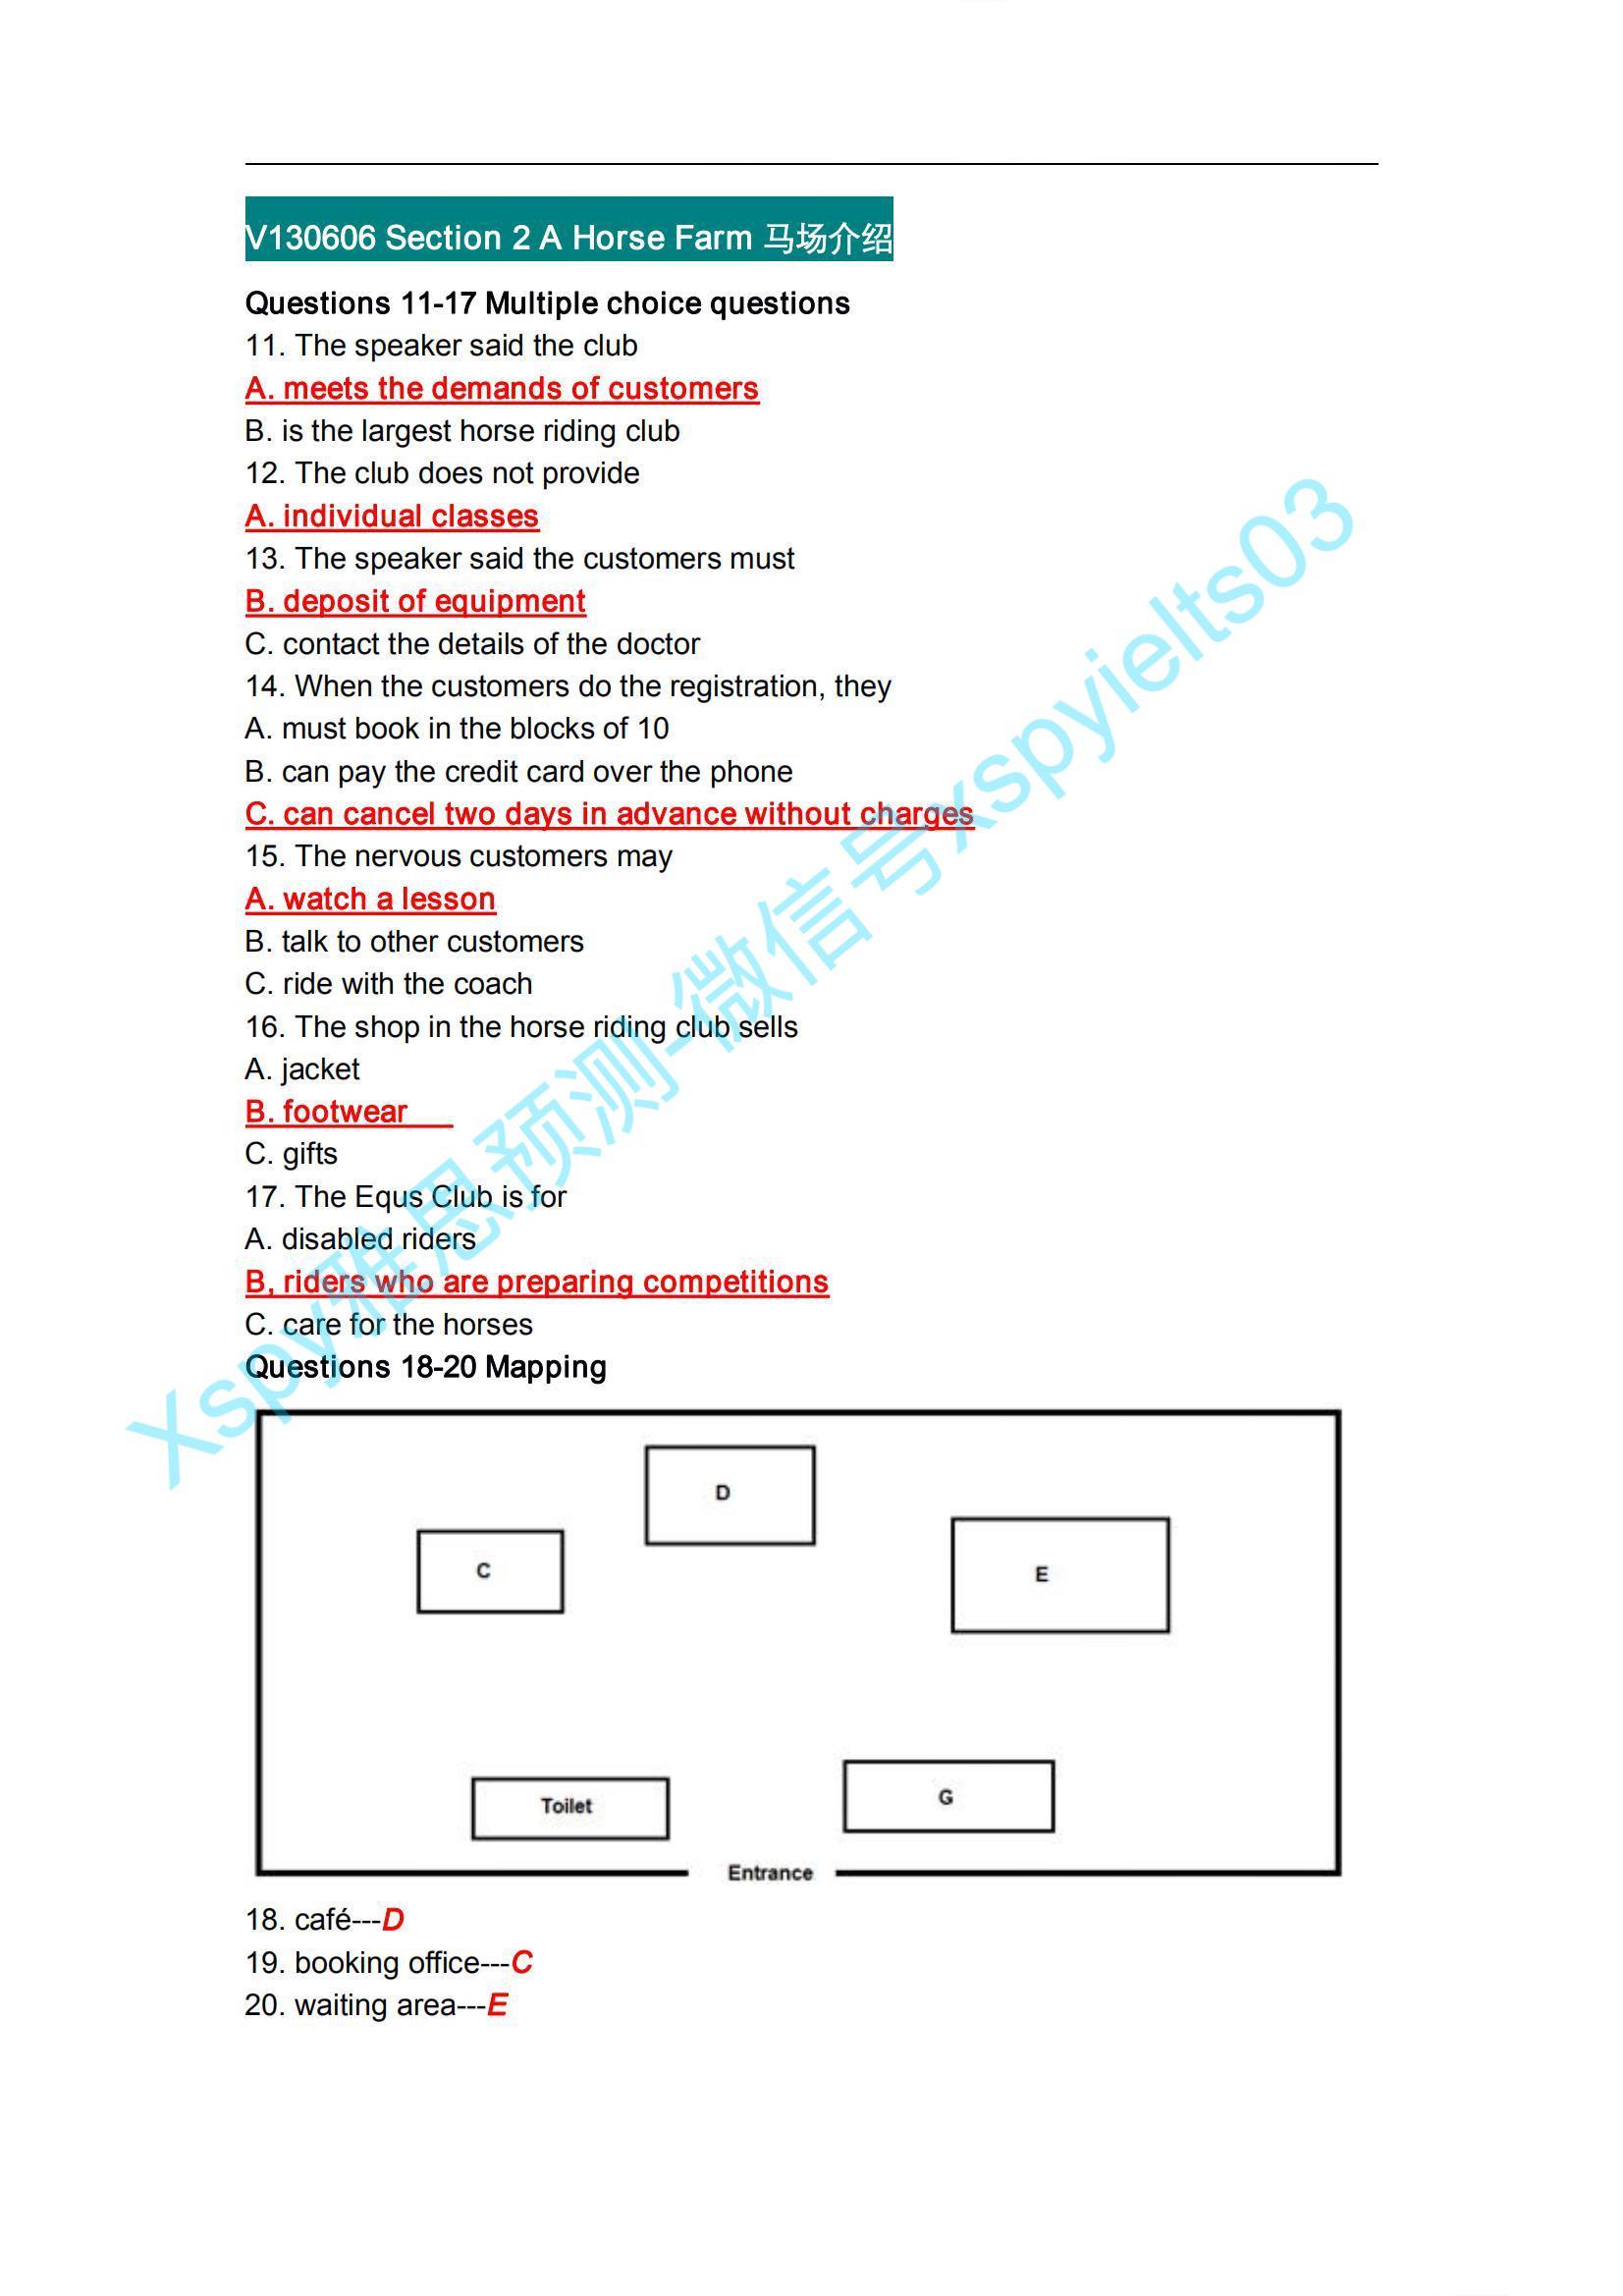 V130606 Section 2 A Horse Farm 马场介绍
Questions 11-17 Multiple choice questions
11. The speaker said the club
A. meets the demands of customers
B. is the largest horse riding club
12. The club does not provide
A. individual classes
13. The speaker said the customers must
B. deposit of equipment
C. contact the details of the doctor
14. When the customers do the registration, they
A. must book in the blocks of 10
B. can pay the credit card over the phone
C. can cancel two days in advance without charges
15. The nervous customers may
A. watch a lesson
B. talk to other customers
C. ride with the coach
16. The shop in the horse riding club sells
A. jacket
B. footwear
C. gifts
17. The Equs Club is for
A. disabled riders
B, riders who are preparing competitions
C. care for the horses
Questions 18-20 Mapping
D
C
E
Toilet
G
Entrance
18. café---D
19. booking office---C
20. waiting area---E
Xspy雅思预测-微信号xspyielts03